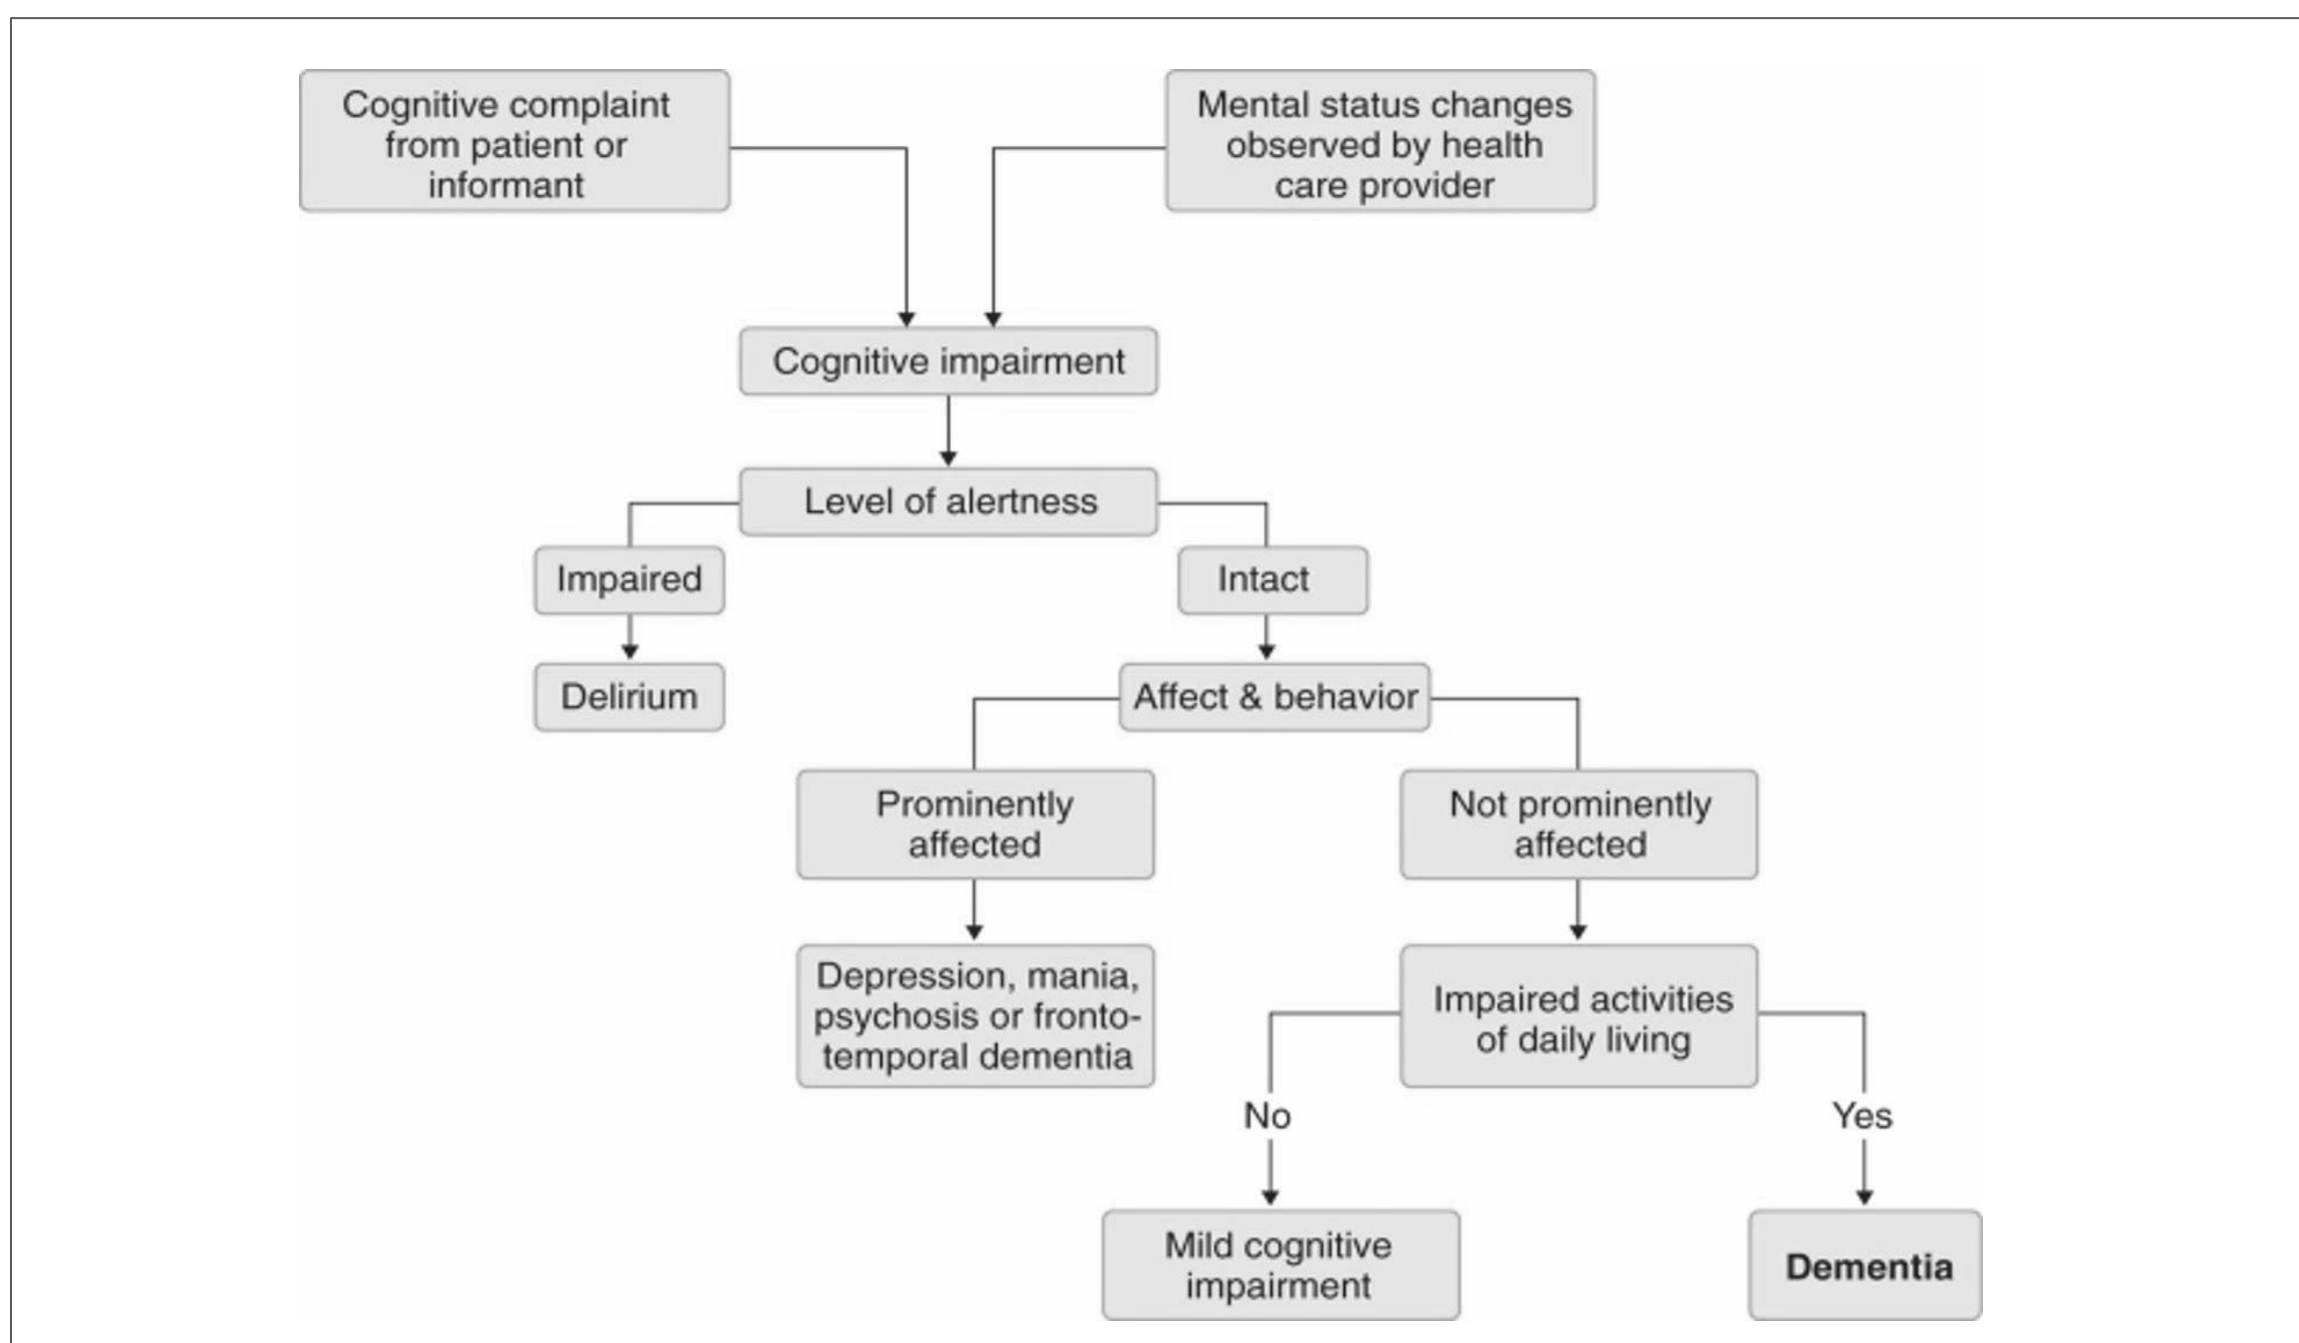 Cognitive complaint
from patient or
informant
Mental status changes
observed by health
care provider
Cognitive impairment
Level of alertness
Impaired
Intact
Delirium
Affect & behavior
Prominently
affected
Not prominently
affected
Depression, mania,
psychosis or fronto-
temporal dementia
Impaired activities
of daily living
No
Yes
Mild cognitive
impairment
Dementia